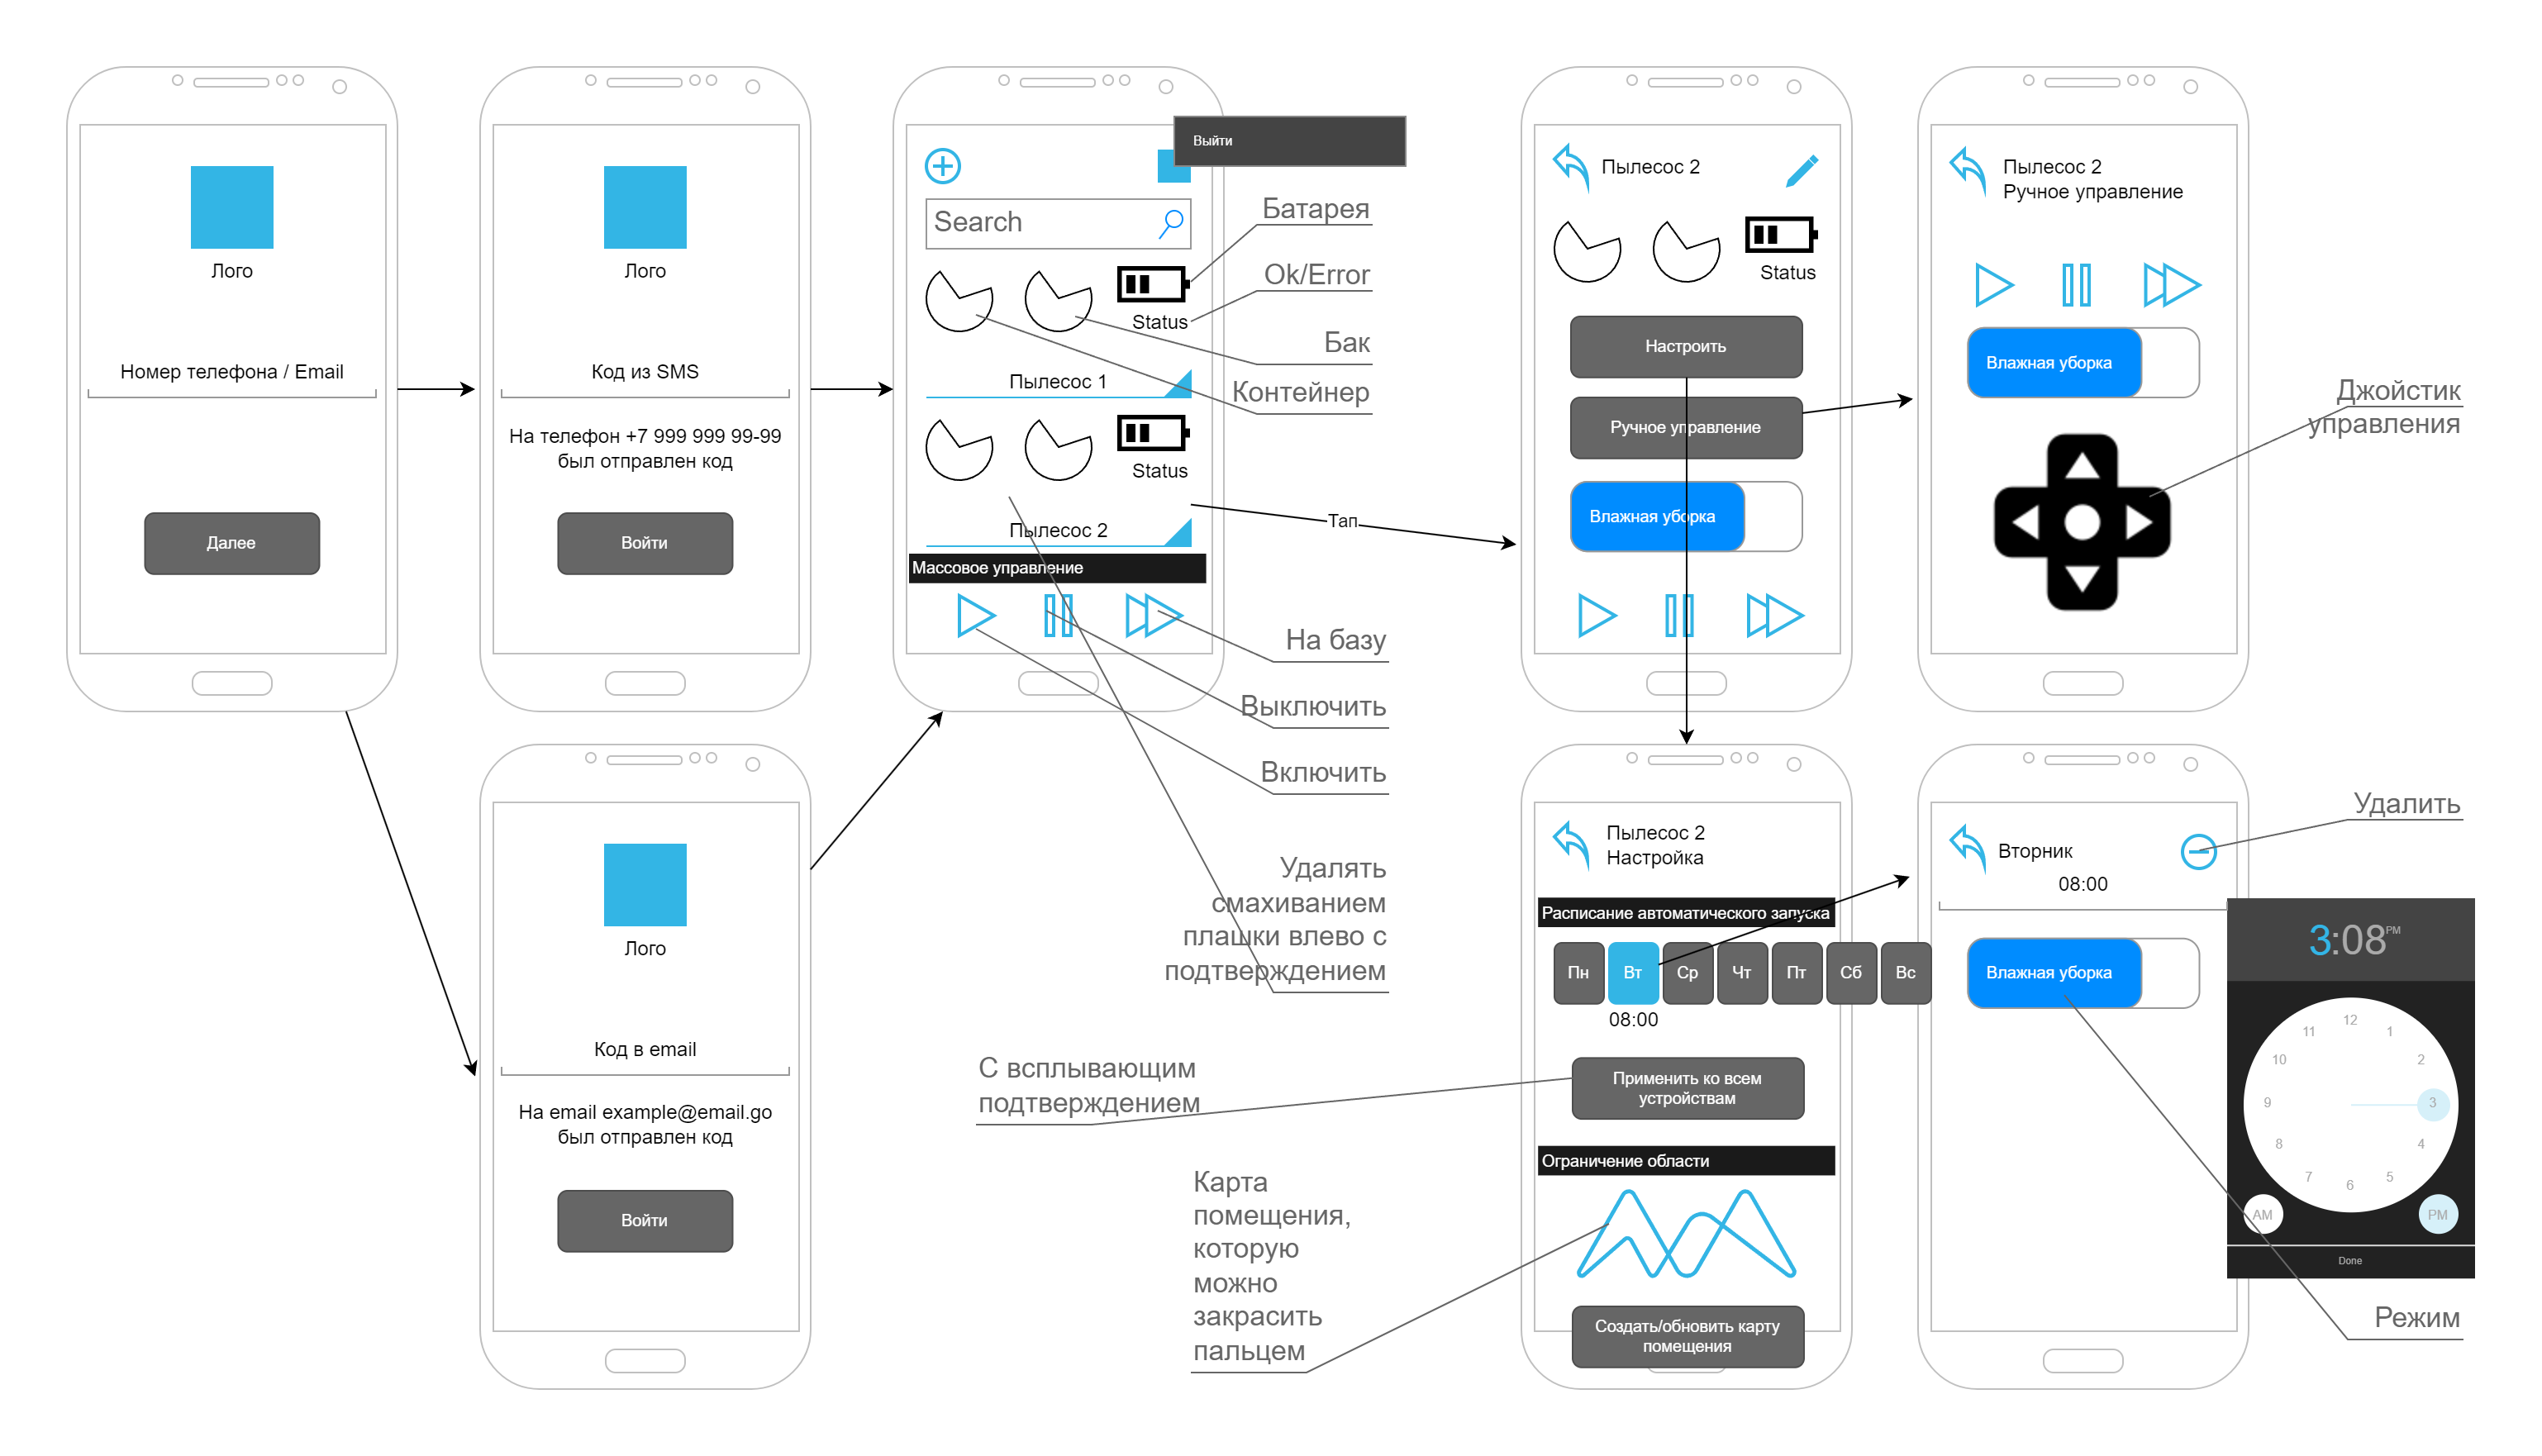 Лого
Номер телефона / Email
Далее
Лого
Код из SMS
На телефон +7 999 999 99-99
был отправлен код
Войти
Выйти
Search
Status
Пылесос 1
Status
Пылесос 2
Массовое управление
Батарея
Ok/Error
Бак
Контейнер
Тап
На базу
Выключить
Включить
Удалять
смахиванием
плашки влево с
подтверждением
Пылесос 2
Status
Настроить
Ручное управление
Влажная уборка
Пылесос 2
Ручное управление
Влажная уборка
Джойстик
управления
Лого
Код в email
На email example@email.go
был отправлен код
Войти
С всплывающим
подтверждением
Карта
помещения,
которую
можно
закрасить
пальцем
Пылесос 2
Настройка
Расписание автоматического запуска
Пн Вт Ср Чт Пт Сб Вс
08:00
Применить ко всем
устройствам
Ограничение области
Создать/обновить карту
помещения
Вторник
08:00
Влажная уборка
Удалить
3:08 PM
12
11 1
10 2
9 3
8 4
7 5
6
AM PM
Done
Режим